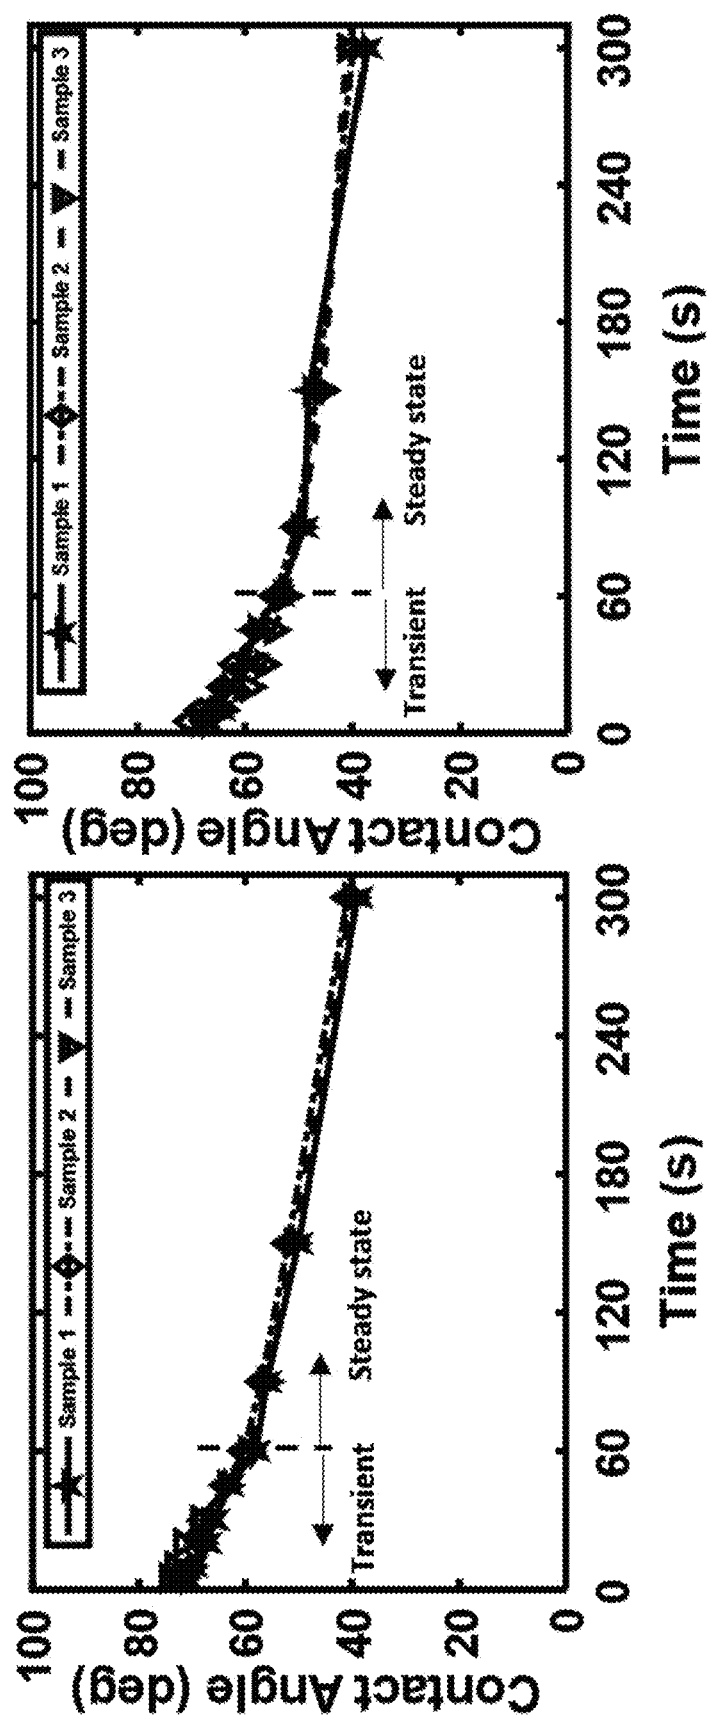 Sample 1 Sample 2 Sample 3
100
80
60
40
20
0
Contact Angle (deg)
Transient
Steady state
0 60 120 180 240 300
Time (s)
Sample 1 Sample 2 Sample 3
100
80
60
40
20
0
Contact Angle (deg)
Transient
Steady state
0 60 120 180 240 300
Time (s)